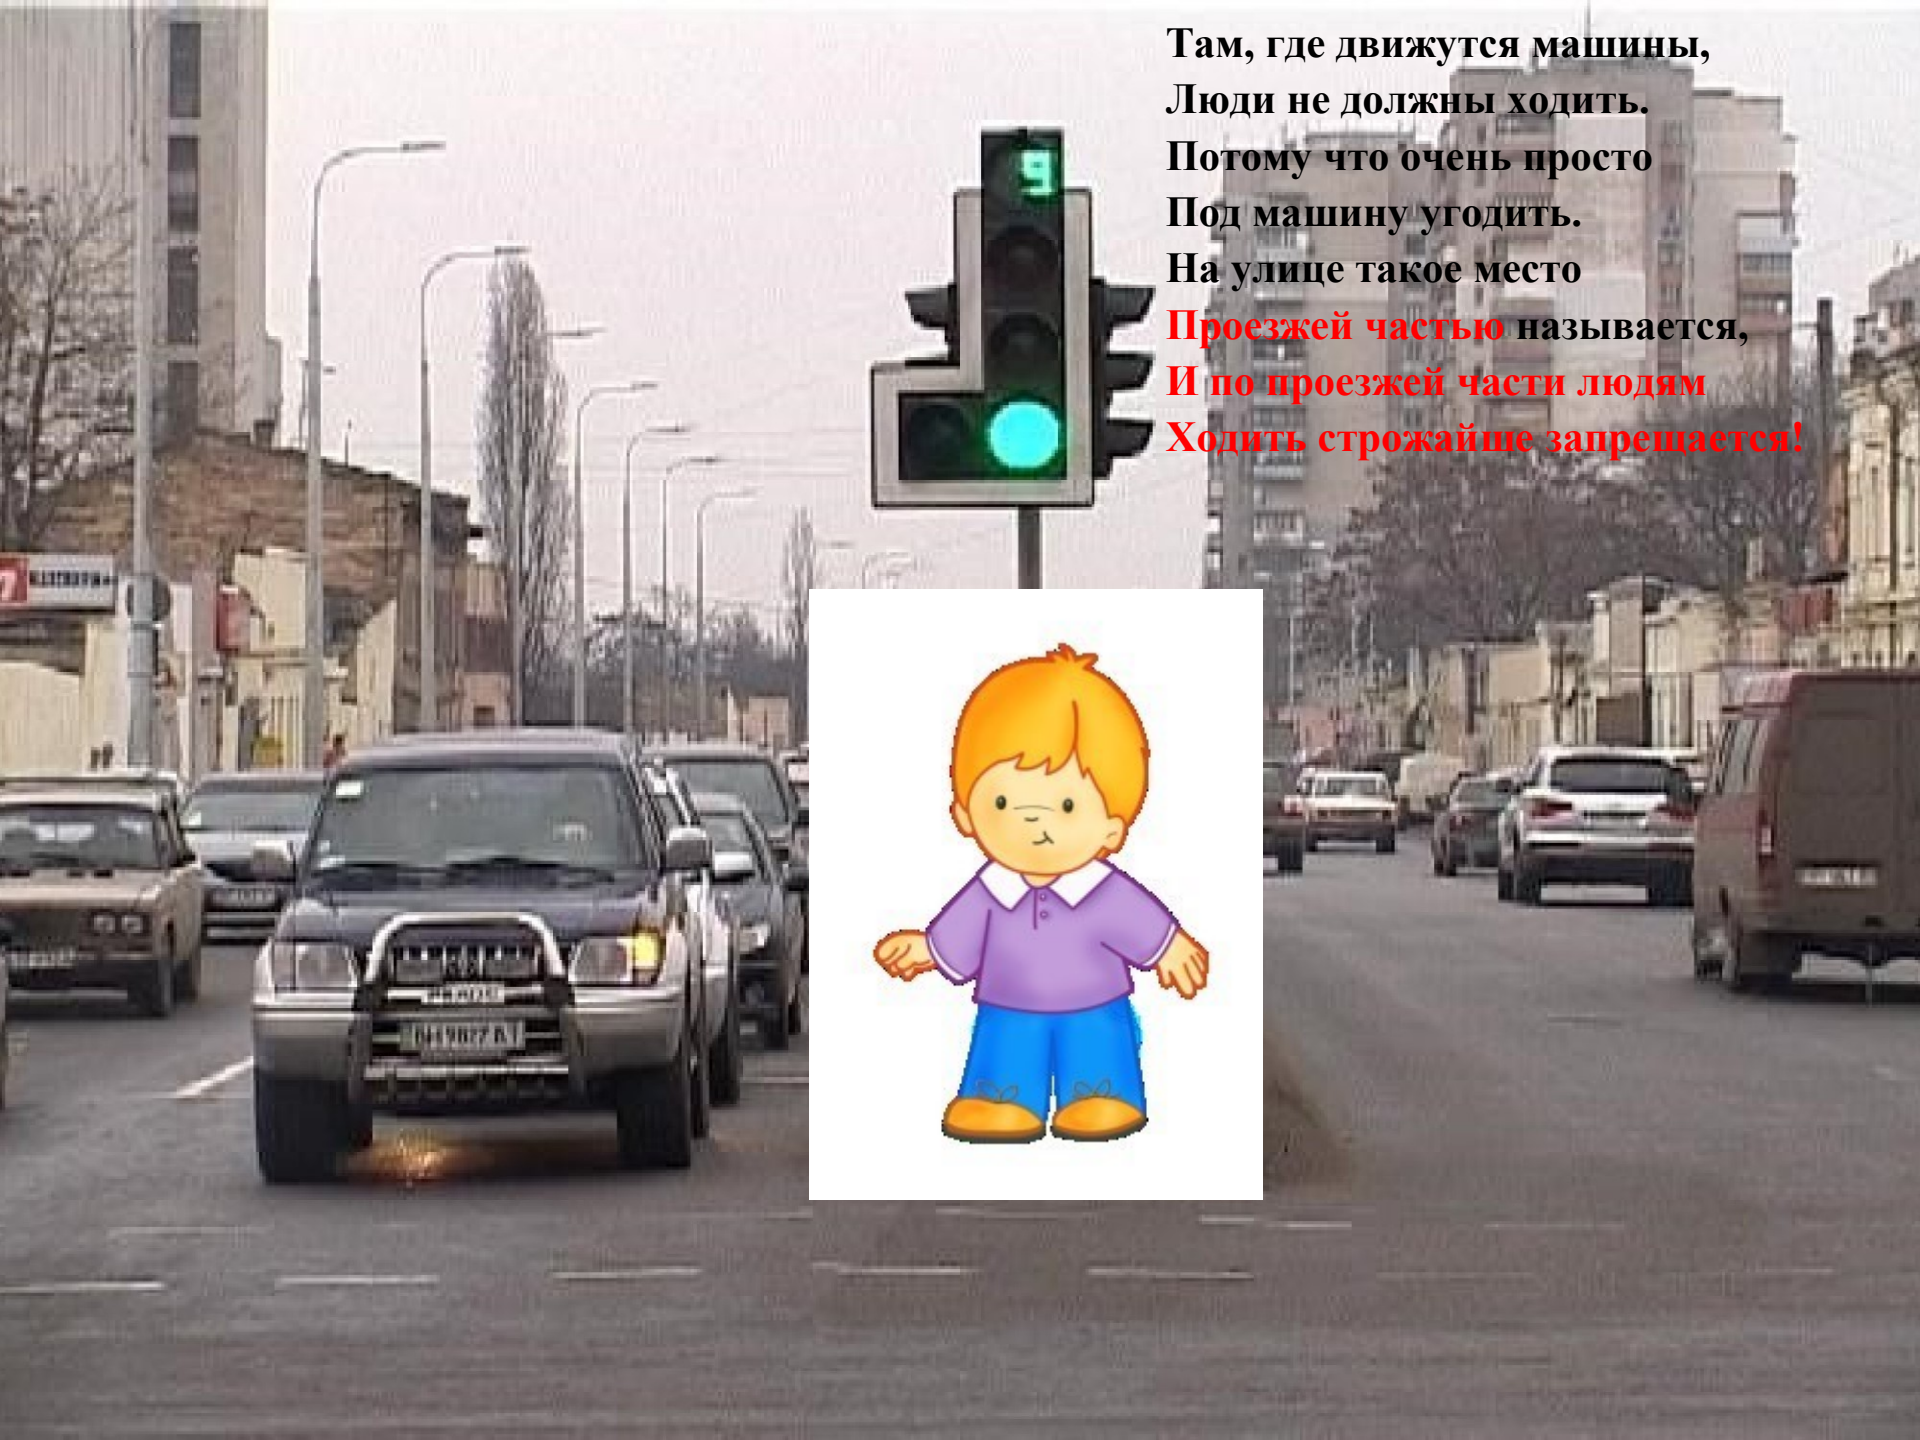 Там, где движутся машины,
Люди не должны ходить.
Потому что очень просто
Под машину угодить.
На улице такое место
Проезжей частью называется,
И по проезжей части людям
Ходить строжайше запрещается!
9